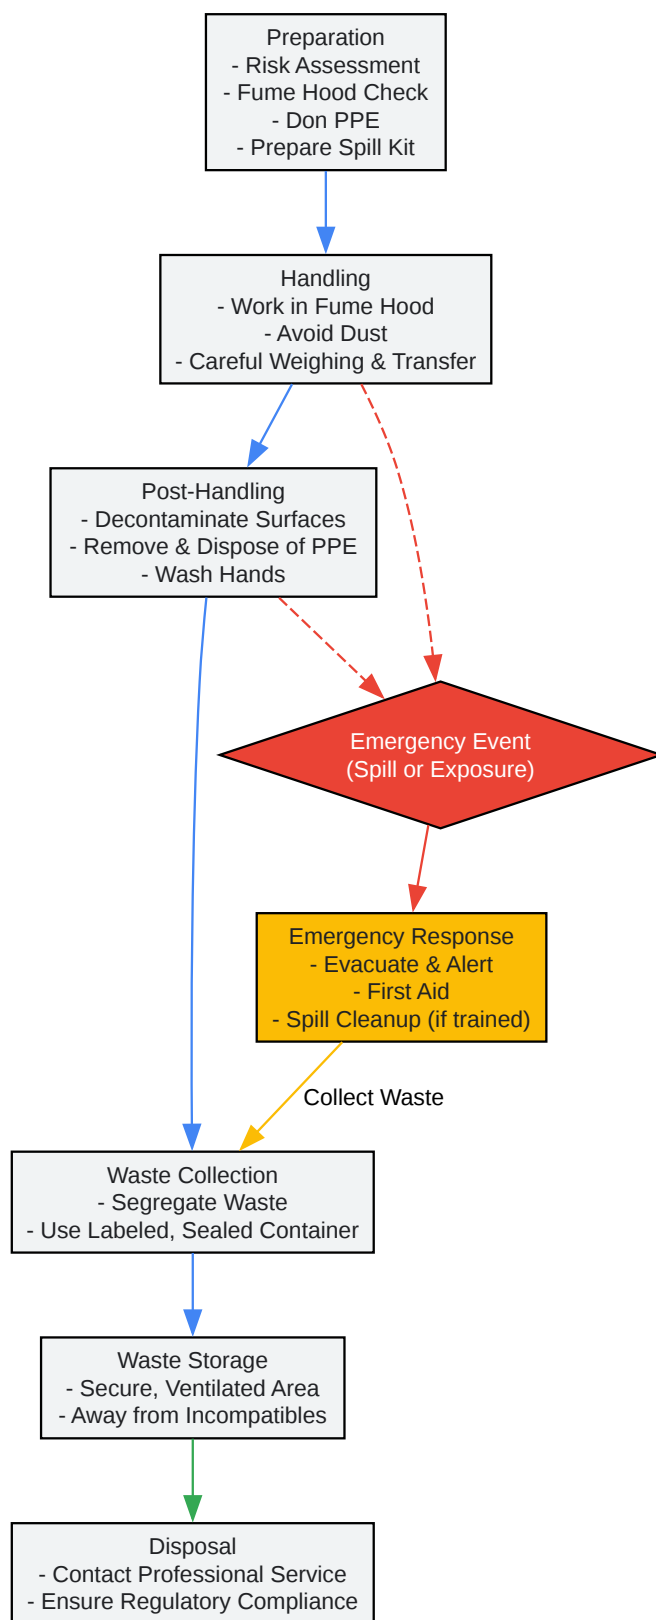 Preparation
- Risk Assessment
- Fume Hood Check
- Don PPE
- Prepare Spill Kit
Handling
- Work in Fume Hood
- Avoid Dust
- Careful Weighing & Transfer
Post-Handling
- Decontaminate Surfaces
- Remove & Dispose of PPE
- Wash Hands
Emergency Event
(Spill or Exposure)
Emergency Response
- Evacuate & Alert
- First Aid
- Spill Cleanup (if trained)
Collect Waste
Waste Collection
- Segregate Waste
- Use Labeled, Sealed Container
Waste Storage
- Secure, Ventilated Area
- Away from Incompatibles
Disposal
- Contact Professional Service
- Ensure Regulatory Compliance